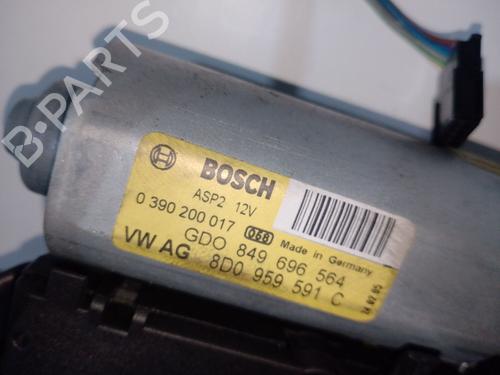 B-PARTS
BOSCH
ASP2 12V
0 390 200 017 068 Made in Germany
GDO 849 696 564
VW AG 8D0 959 591 C